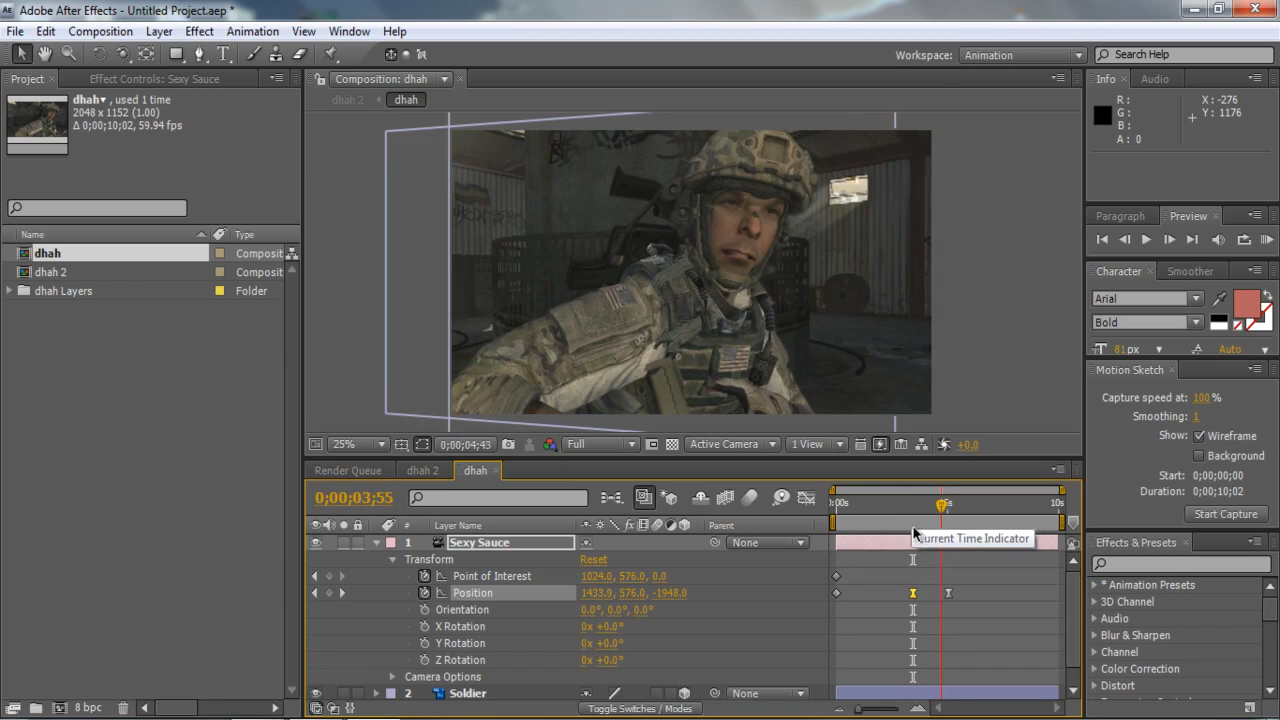 Adobe After Effects - Untitled Project.aep *
File Edit Composition Layer Effect Animation View Window Help
Workspace: Animation Search Help
Project Effect Controls: Sexy Sauce
dhah▾ , used 1 time
2048 x 1152 (1.00)
Δ 0;00;10;02, 59.94 fps
Name Type
dhah Composit
dhah 2 Composit
dhah Layers Folder
8 bpc
Composition: dhah
dhah 2 dhah
25% 0;00;04;43 Full Active Camera 1 View +0.0
Render Queue dhah 2 dhah
0;00;03;55
# Layer Name Parent
1 Sexy Sauce None
Transform Reset
Point of Interest 1024.0, 576.0, 0.0
Position 1433.9, 576.0, -1948.0
Orientation 0.0°, 0.0°, 0.0°
X Rotation 0x +0.0°
Y Rotation 0x +0.0°
Z Rotation 0x +0.0°
Camera Options
2 Soldier None
Toggle Switches / Modes
10s
Current Time Indicator
Info Audio
R : X : -276
G : Y : 1176
B :
A : 0
Paragraph Preview
Character Smoother
Arial
Bold
81 px Auto
Motion Sketch
Capture speed at: 100 %
Smoothing: 1
Show: Wireframe
Background
Start: 0;00;00;00
Duration: 0;00;10;02
Start Capture
Effects & Presets
* Animation Presets
3D Channel
Audio
Blur & Sharpen
Channel
Color Correction
Distort